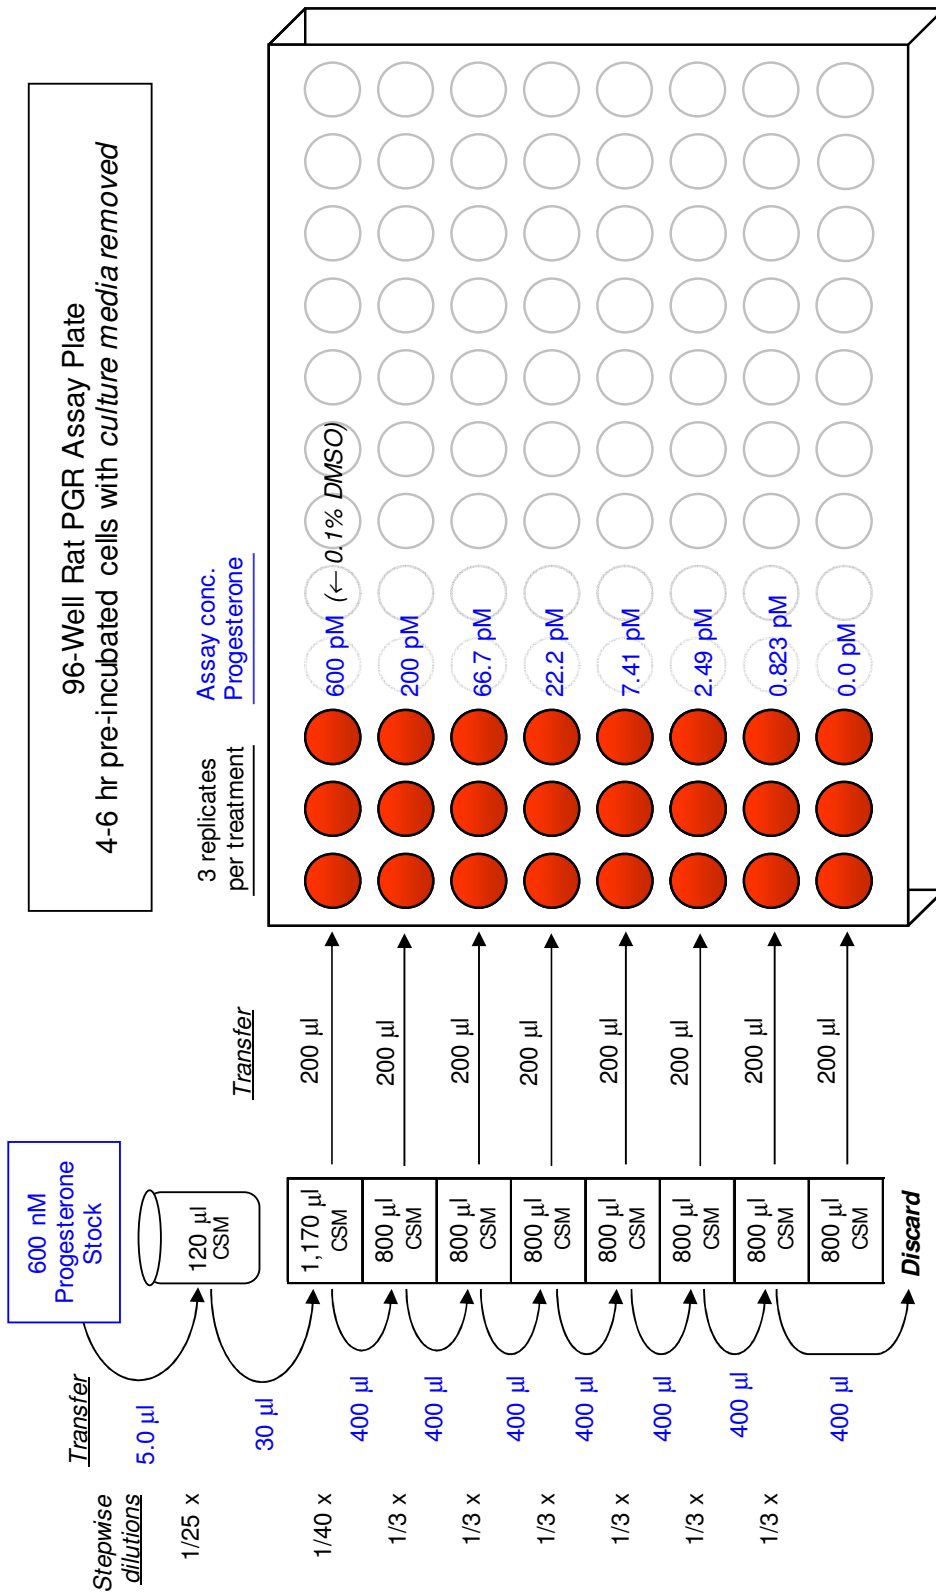 96-Well Rat PGR Assay Plate
4-6 hr pre-incubated cells with culture media removed
Stepwise
dilutions
Transfer
600 nM
Progesterone
Stock
Transfer
3 replicates
per treatment
Assay conc.
Progesterone
1/25 x
5.0 µl
120 µl
CSM
30 µl
1/40 x
1,170 µl
CSM
200 µl
600 pM (← 0.1% DMSO)
400 µl
1/3 x
800 µl
CSM
200 µl
200 pM
400 µl
1/3 x
800 µl
CSM
200 µl
66.7 pM
400 µl
1/3 x
800 µl
CSM
200 µl
22.2 pM
400 µl
1/3 x
800 µl
CSM
200 µl
7.41 pM
400 µl
1/3 x
800 µl
CSM
200 µl
2.49 pM
400 µl
1/3 x
800 µl
CSM
200 µl
0.823 pM
400 µl
800 µl
CSM
200 µl
0.0 pM
Discard